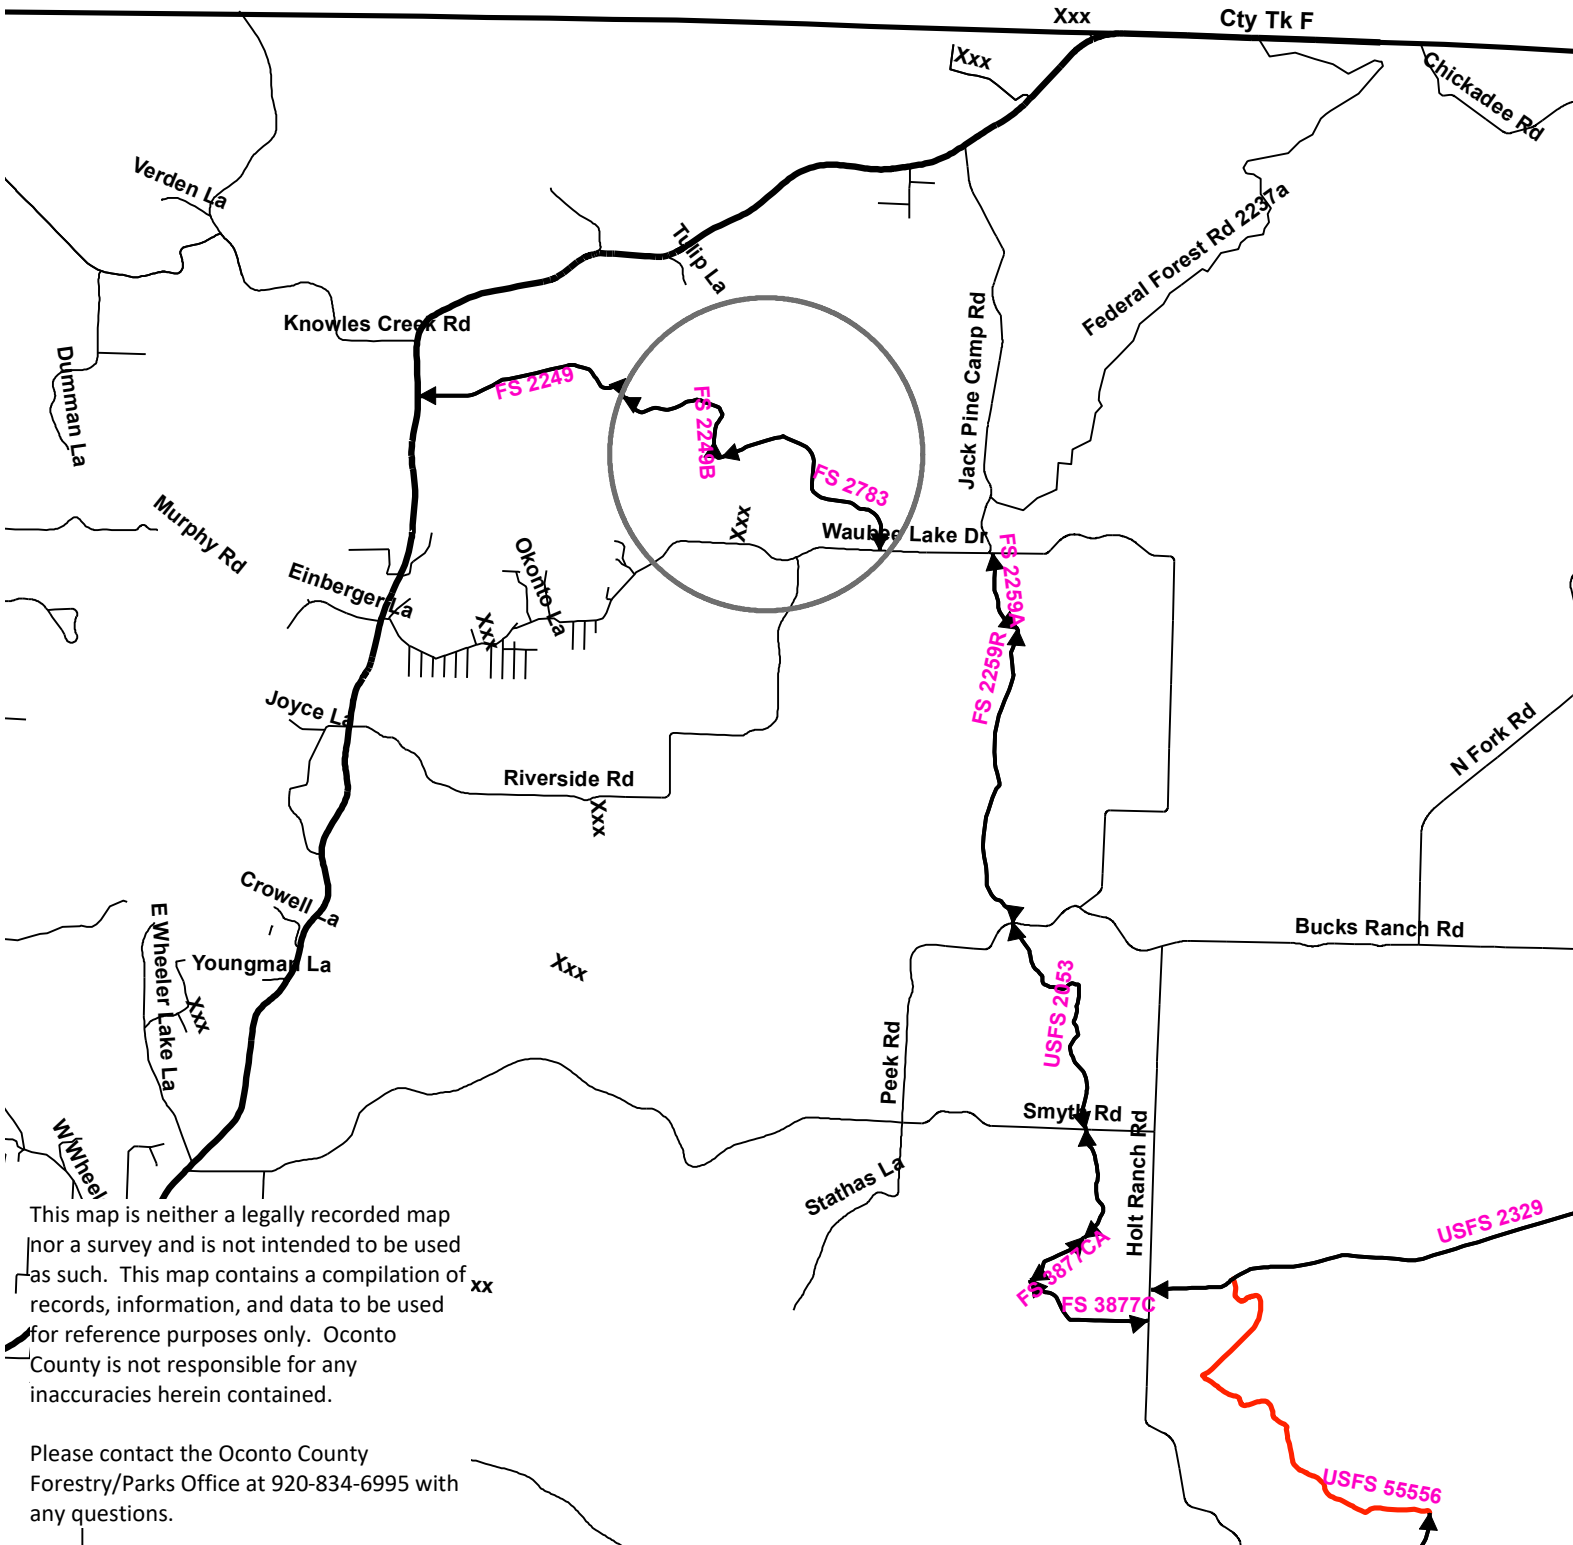 Xxx
Cty Tk F
Xxx
Chickadee Rd
Verden La
Federal Forest Rd 2237a
Tulip La
Knowles Creek Rd
Jack Pine Camp Rd
Dumman La
FS 2249
FS 2249B
FS 2783
Murphy Rd
Xxx
Waubee Lake Dr
Okonto La
FS 2259A
Einberger La
Xxx
FS 2259R
Joyce La
N Fork Rd
Riverside Rd
Xxx
Crowell La
E Wheeler Lake La
Bucks Ranch Rd
Youngman La
Xxx
Xxx
USFS 2053
Peek Rd
Smyth Rd
Holt Ranch Rd
W Wheel
Stathas La
USFS 2329
FS 3877CA
FS 3877C
This map is neither a legally recorded map
nor a survey and is not intended to be used
as such. This map contains a compilation of
xx
records, information, and data to be used
for reference purposes only. Oconto
County is not responsible for any
inaccuracies herein contained.
Please contact the Oconto County
Forestry/Parks Office at 920-834-6995 with
any questions.
USFS 55556